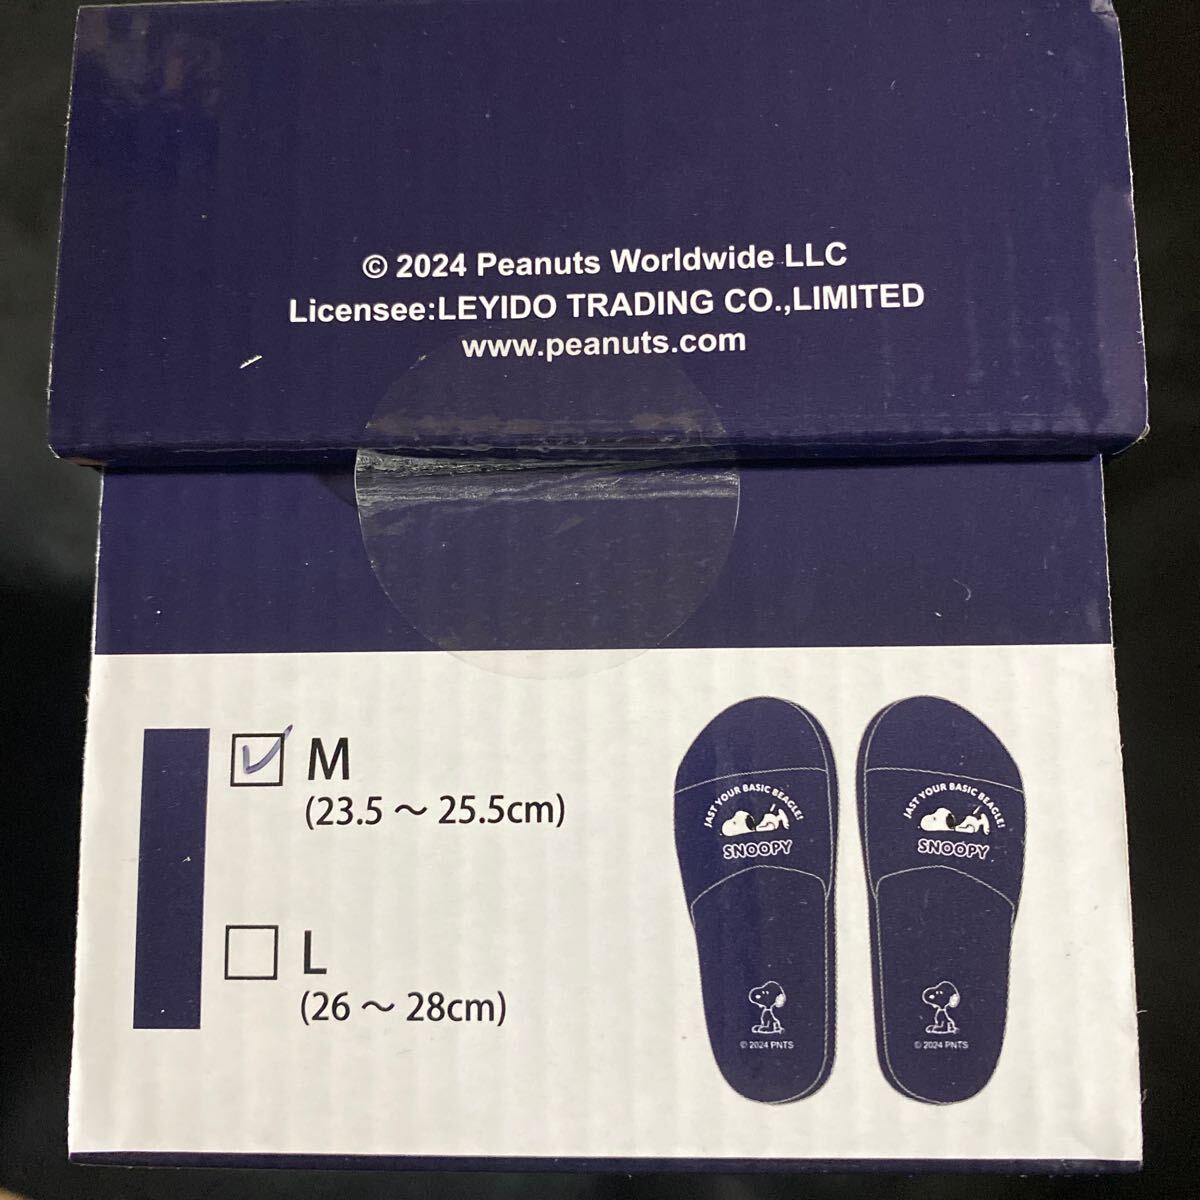 © 2024 Peanuts Worldwide LLC
Licensee:LEYIDO TRADING CO.,LIMITED
www.peanuts.com
M
(23.5 ～ 25.5cm)
L
(26 ～ 28cm)
JAST YOUR BASIC BEAGLE!
SNOOPY
© 2024 PNTS
JAST YOUR BASIC BEAGLE!
SNOOPY
© 2024 PNTS